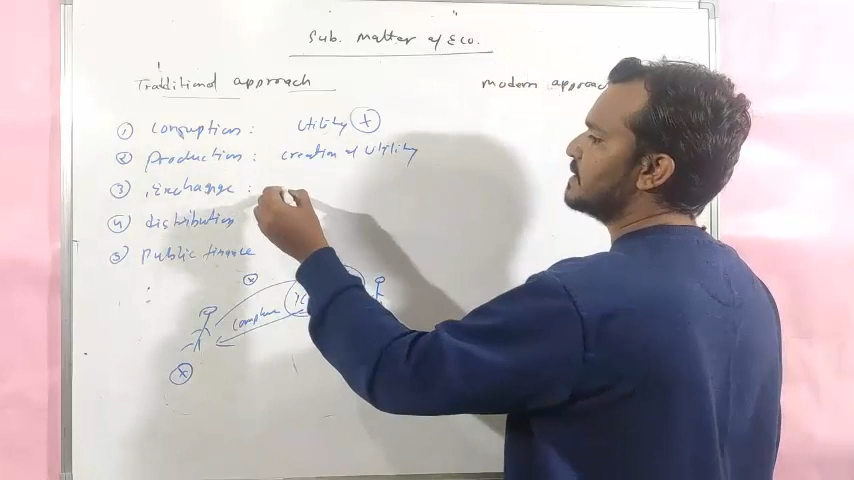 Sub. matter of Eco.
Traditional approach
modern approac
① Consuption : Utility (+)
② production : creation of Utility
③ Exchange :
④ distribution
⑤ public finance